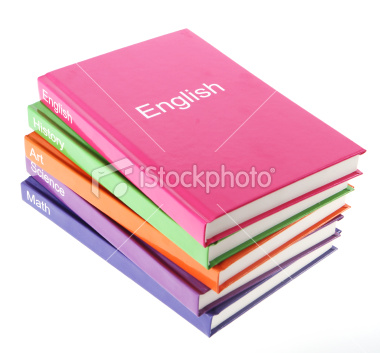 English
English
History
Art
Science
Math
iStockphoto